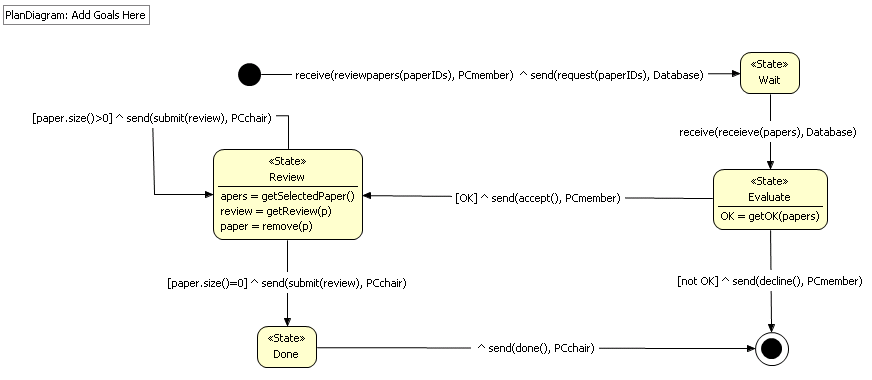 PlanDiagram: Add Goals Here
receive(reviewpapers(paperIDs), PCmember) ^ send(request(paperIDs), Database)
«State»
Wait
receive(receieve(papers), Database)
[paper.size()>0] ^ send(submit(review), PCchair)
«State»
Review
apers = getSelectedPaper()
review = getReview(p)
paper = remove(p)
[OK] ^ send(accept(), PCmember)
«State»
Evaluate
OK = getOK(papers)
[paper.size()=0] ^ send(submit(review), PCchair)
[not OK] ^ send(decline(), PCmember)
«State»
Done
^ send(done(), PCchair)